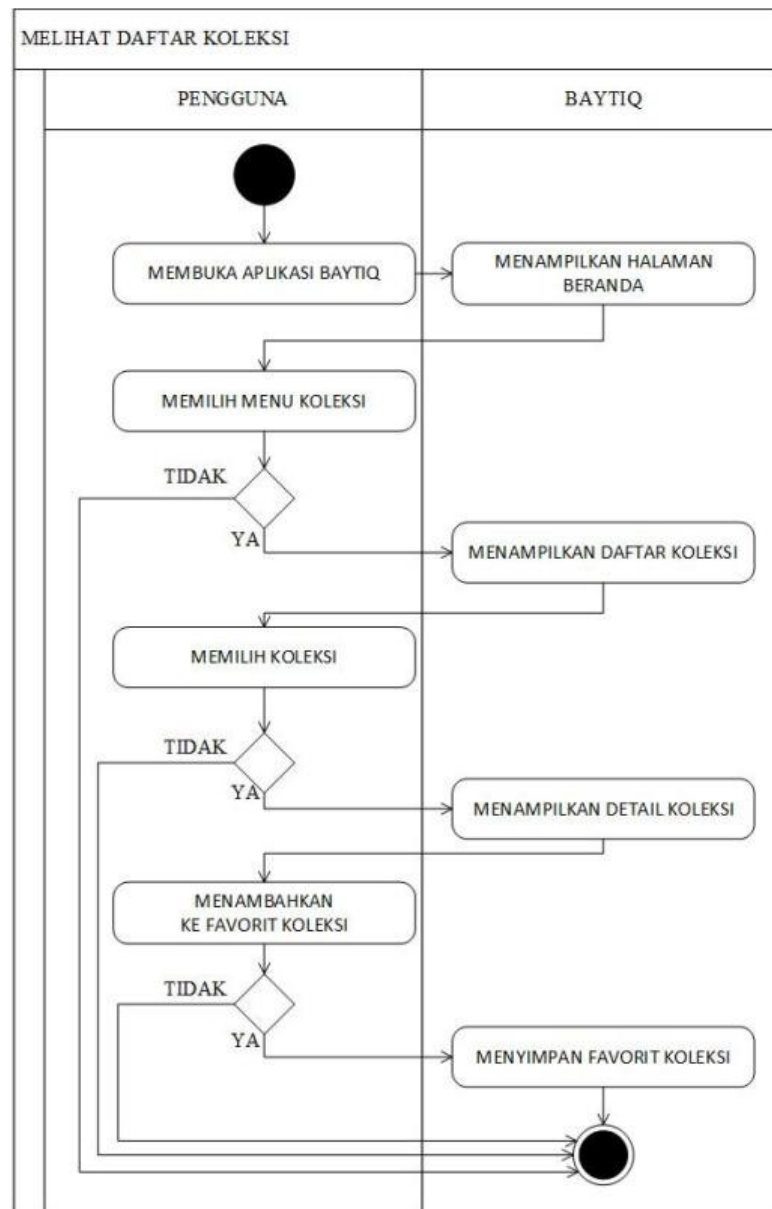 MELIHAT DAFTAR KOLEKSI
PENGGUNA
BAYTIQ
MEMBUKA APLIKASI BAYTIQ
MENAMPILKAN HALAMAN
BERANDA
MEMILIH MENU KOLEKSI
TIDAK
YA
MENAMPILKAN DAFTAR KOLEKSI
MEMILIH KOLEKSI
TIDAK
YA
MENAMPILKAN DETAIL KOLEKSI
MENAMBAHKAN
KE FAVORIT KOLEKSI
TIDAK
YA
MENYIMPAN FAVORIT KOLEKSI